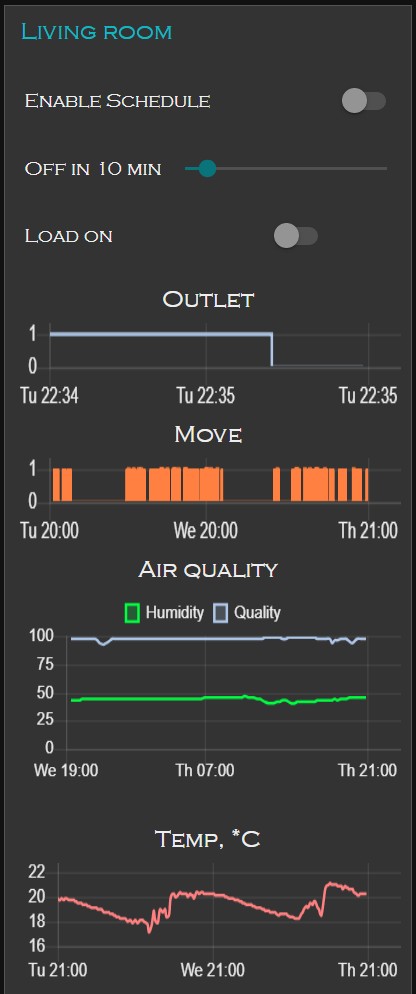 Living room
Enable Schedule
Off in 10 min
Load on
Outlet
1
0
Tu 22:34 Tu 22:35 Tu 22:35
Move
1
0
Tu 20:00 We 20:00 Th 21:00
Air quality
Humidity Quality
100
75
50
25
0
We 19:00 Th 07:00 Th 21:00
Temp, *C
22
20
18
16
Tu 21:00 We 21:00 Th 21:00